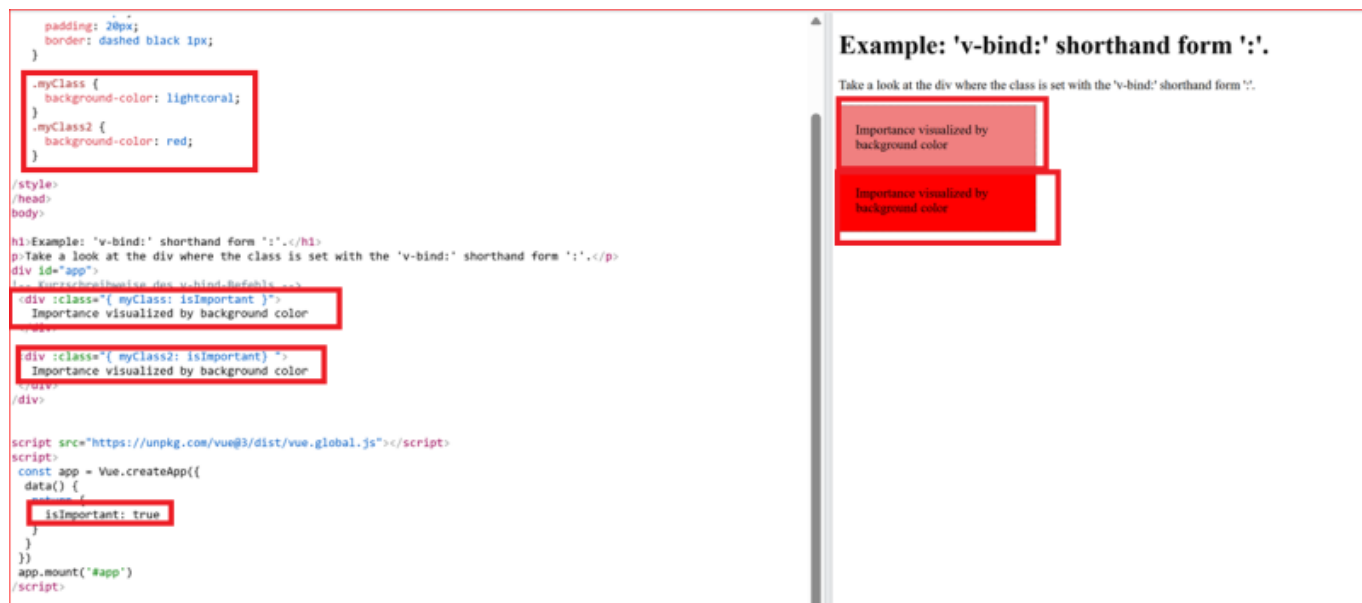 padding: 20px;
border: dashed black 1px;
}
.myClass {
background-color: lightcoral;
}
.myClass2 {
background-color: red;
}
/style>
/head>
body>
h1>Example: 'v-bind:' shorthand form ':'.</h1>
p>Take a look at the div where the class is set with the 'v-bind:' shorthand form ':'.</p>
div id="app">
!-- Kurzschreibweise des v-bind-Befehls -->
<div :class="{ myClass: isImportant }">
Importance visualized by background color
</div>
<div :class="{ myClass2: isImportant} ">
Importance visualized by background color
</div>
/div>
script src="https://unpkg.com/vue@3/dist/vue.global.js"></script>
script>
const app = Vue.createApp({
data() {
return {
isImportant: true
}
}
})
app.mount('#app')
/script>
Example: 'v-bind:' shorthand form ':'.
Take a look at the div where the class is set with the 'v-bind:' shorthand form ':'.
Importance visualized by
background color
Importance visualized by
background color